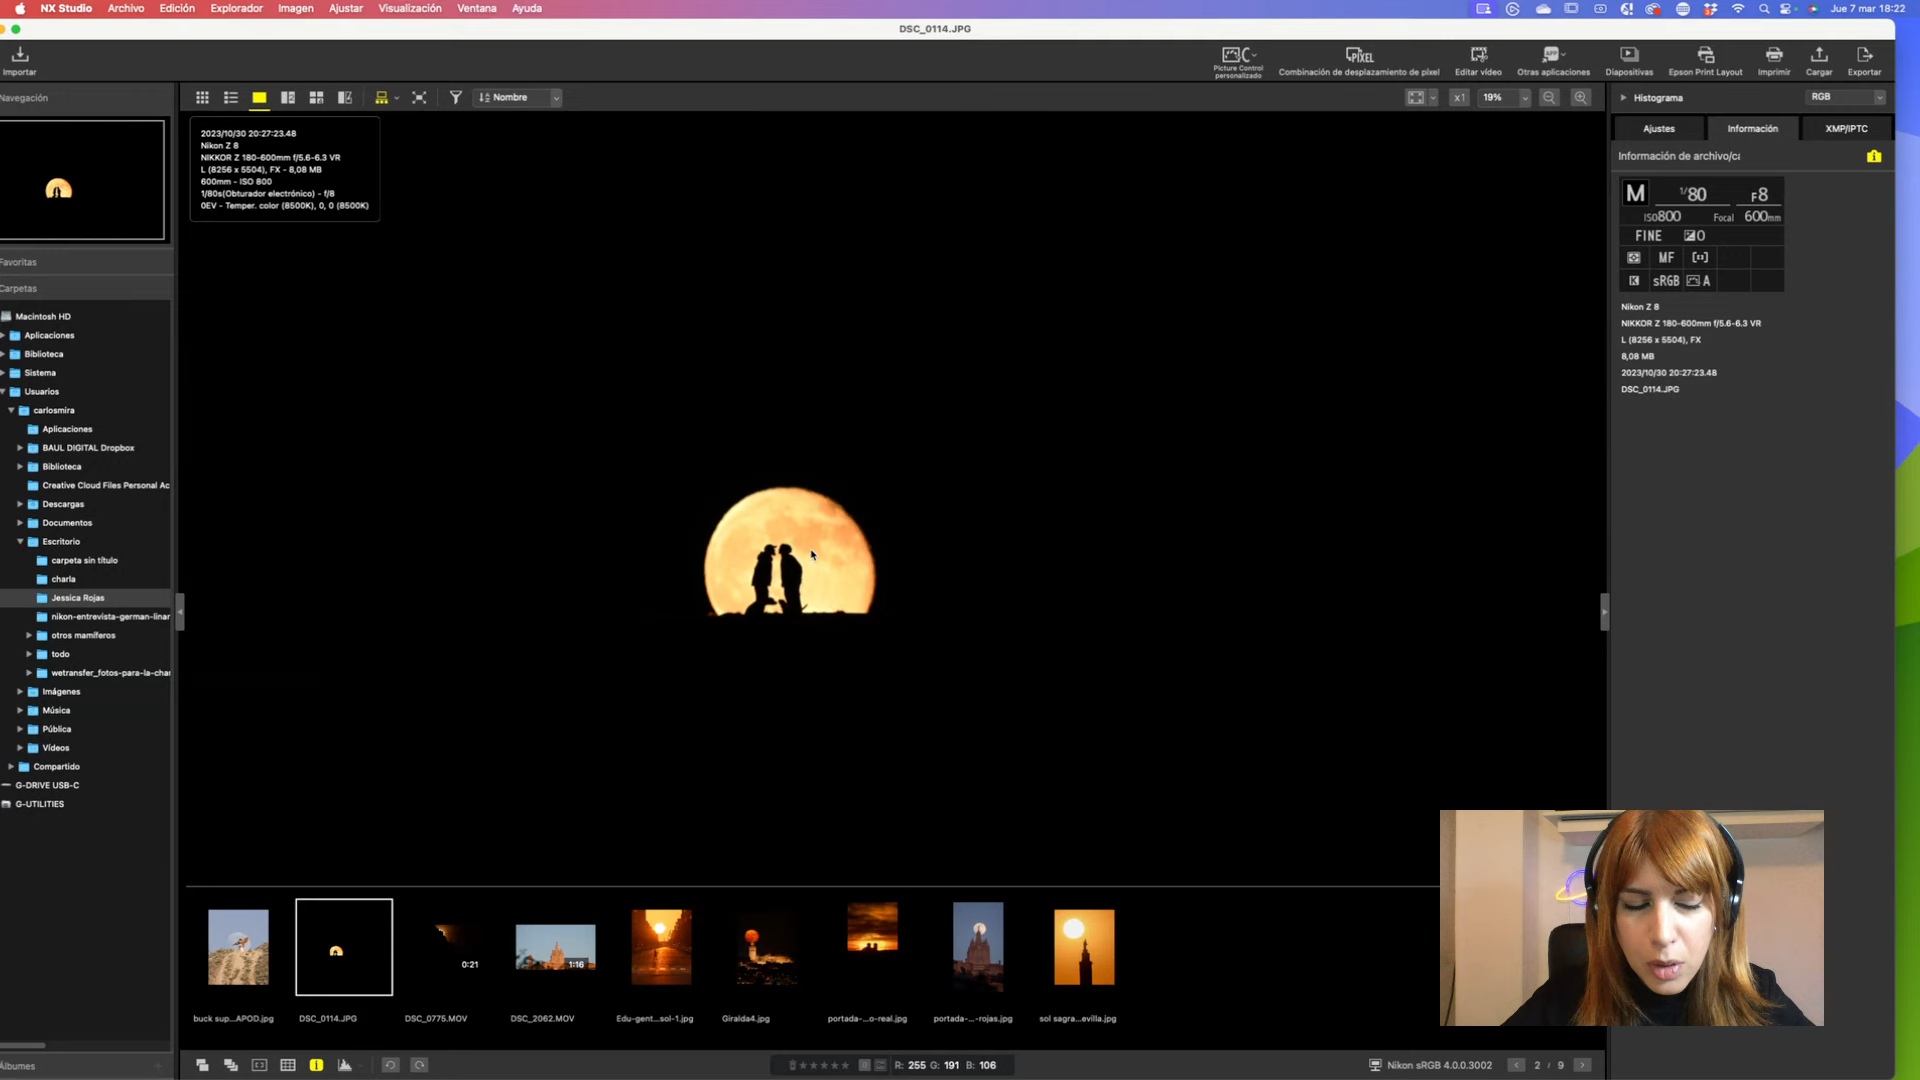 NX Studio Archivo Edición Explorador Imagen Ajustar Visualización Ventana Ayuda Jue 7 mar 18:22
DSC_0114.JPG
Importar
Picture Control personalizado
Combinación de desplazamiento de píxel
Editar vídeo
Otras aplicaciones
Diapositivas
Epson Print Layout
Imprimir
Cargar
Exportar
Navegación
Nombre
x1 19%
Histograma RGB
Ajustes Información XMP/IPTC
Información de archivo/c
2023/10/30 20:27:23.48
Nikon Z 8
NIKKOR Z 180-600mm f/5.6-6.3 VR
L (8256 x 5504), FX - 8,08 MB
600mm - ISO 800
1/80s(Obturador electrónico) - f/8
0EV - Temper. color (8500K), 0, 0 (8500K)
M 1/80 F8
ISO800 Focal 600mm
FINE 0
MF
sRGB A
Nikon Z 8
NIKKOR Z 180-600mm f/5.6-6.3 VR
L (8256 x 5504), FX
8,08 MB
2023/10/30 20:27:23.48
DSC_0114.JPG
Favoritas
Carpetas
Macintosh HD
Aplicaciones
Biblioteca
Sistema
Usuarios
carlosmira
Aplicaciones
BAUL DIGITAL Dropbox
Biblioteca
Creative Cloud Files Personal Ac
Descargas
Documentos
Escritorio
carpeta sin título
charla
Jessica Rojas
nikon-entrevista-german-linar
otros mamíferos
todo
wetransfer_fotos-para-la-char
Imágenes
Música
Pública
Vídeos
Compartido
G-DRIVE USB-C
G-UTILITIES
0:21
1:16
buck sup...APOD.jpg
DSC_0114.JPG
DSC_0775.MOV
DSC_2062.MOV
Edu-gent...sol-1.jpg
Giralda4.jpg
portada-...o-real.jpg
portada-...-rojas.jpg
sol sagra...evilla.jpg
Álbumes
R: 255 G: 191 B: 106
Nikon sRGB 4.0.0.3002
2 / 9